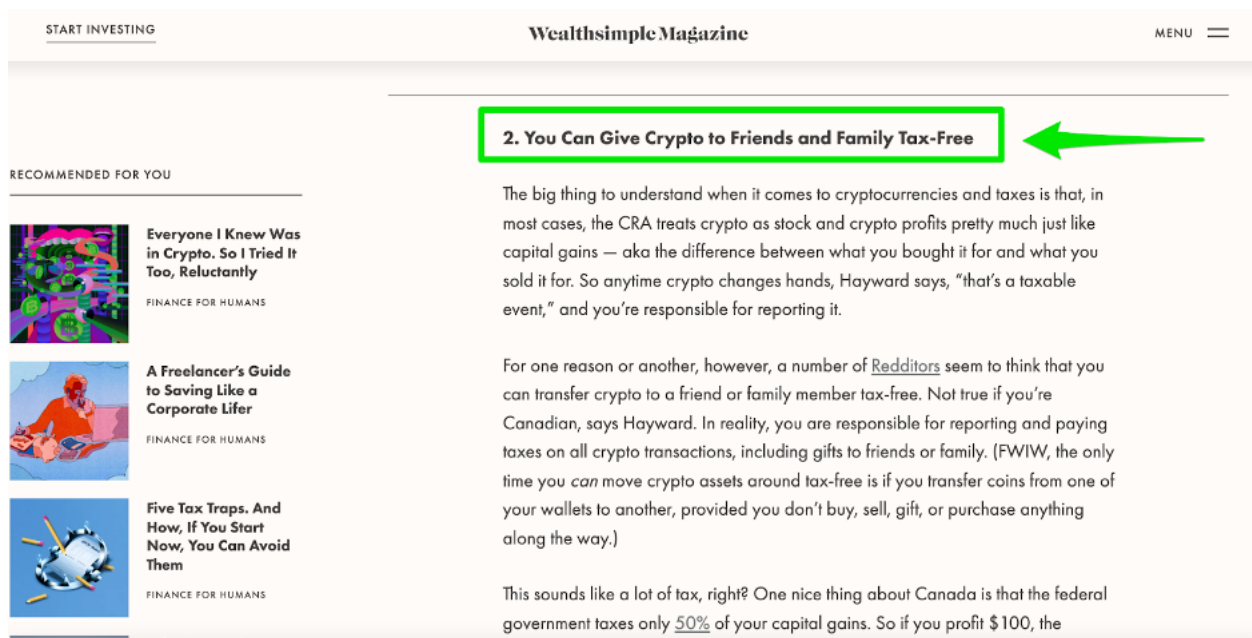 START INVESTING
Wealthsimple Magazine
MENU
RECOMMENDED FOR YOU
Everyone I Knew Was
in Crypto. So I Tried It
Too, Reluctantly
FINANCE FOR HUMANS
A Freelancer's Guide
to Saving Like a
Corporate Lifer
FINANCE FOR HUMANS
Five Tax Traps. And
How, If You Start
Now, You Can Avoid
Them
FINANCE FOR HUMANS
2. You Can Give Crypto to Friends and Family Tax-Free
The big thing to understand when it comes to cryptocurrencies and taxes is that, in
most cases, the CRA treats crypto as stock and crypto profits pretty much just like
capital gains — aka the difference between what you bought it for and what you
sold it for. So anytime crypto changes hands, Hayward says, “that’s a taxable
event,” and you’re responsible for reporting it.
For one reason or another, however, a number of Redditors seem to think that you
can transfer crypto to a friend or family member tax-free. Not true if you’re
Canadian, says Hayward. In reality, you are responsible for reporting and paying
taxes on all crypto transactions, including gifts to friends or family. (FWIW, the only
time you can move crypto assets around tax-free is if you transfer coins from one of
your wallets to another, provided you don’t buy, sell, gift, or purchase anything
along the way.)
This sounds like a lot of tax, right? One nice thing about Canada is that the federal
government taxes only 50% of your capital gains. So if you profit $100, the